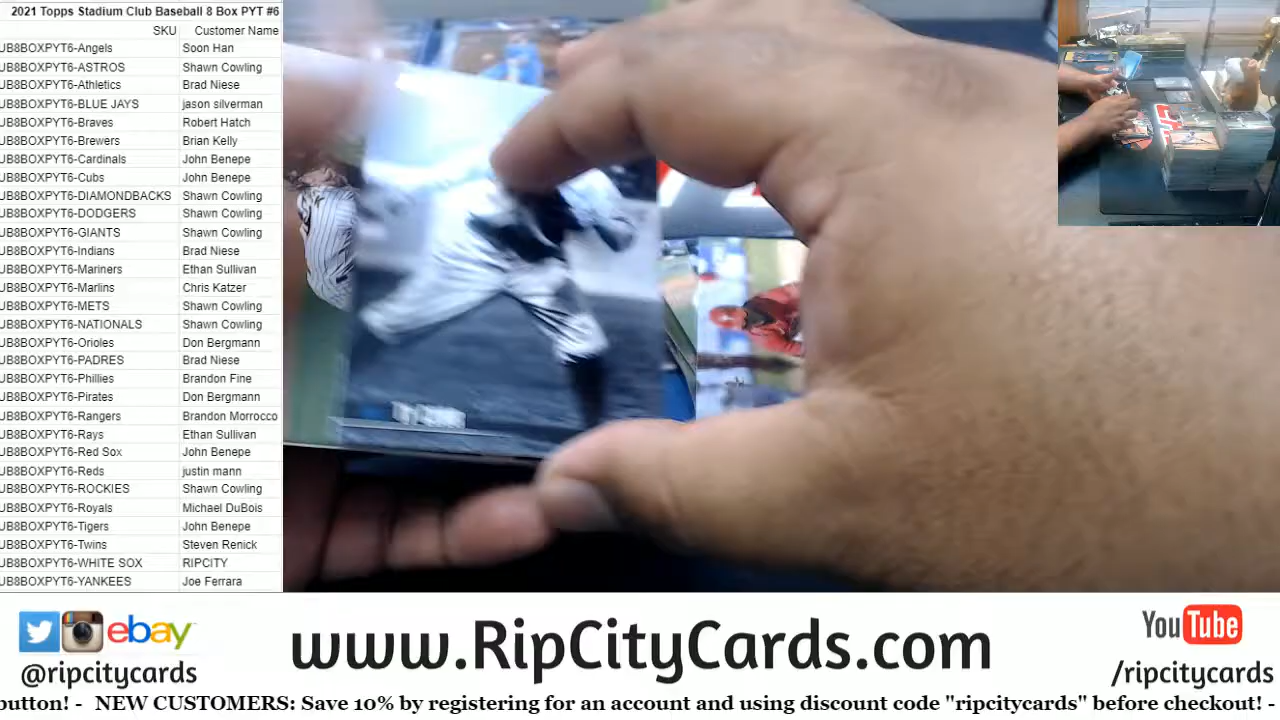 2021 Topps Stadium Club Baseball 8 Box PYT #6
SKU Customer Name
UB8BOXPYT6-Angels Soon Han
UB8BOXPYT6-ASTROS Shawn Cowling
UB8BOXPYT6-Athletics Brad Niese
UB8BOXPYT6-BLUE JAYS jason silverman
UB8BOXPYT6-Braves Robert Hatch
UB8BOXPYT6-Brewers Brian Kelly
UB8BOXPYT6-Cardinals John Benepe
UB8BOXPYT6-Cubs John Benepe
UB8BOXPYT6-DIAMONDBACKS Shawn Cowling
UB8BOXPYT6-DODGERS Shawn Cowling
UB8BOXPYT6-GIANTS Shawn Cowling
UB8BOXPYT6-Indians Brad Niese
UB8BOXPYT6-Mariners Ethan Sullivan
UB8BOXPYT6-Marlins Chris Katzer
UB8BOXPYT6-METS Shawn Cowling
UB8BOXPYT6-NATIONALS Shawn Cowling
UB8BOXPYT6-Orioles Don Bergmann
UB8BOXPYT6-PADRES Brad Niese
UB8BOXPYT6-Phillies Brandon Fine
UB8BOXPYT6-Pirates Don Bergmann
UB8BOXPYT6-Rangers Brandon Morrocco
UB8BOXPYT6-Rays Ethan Sullivan
UB8BOXPYT6-Red Sox John Benepe
UB8BOXPYT6-Reds justin mann
UB8BOXPYT6-ROCKIES Shawn Cowling
UB8BOXPYT6-Royals Michael DuBois
UB8BOXPYT6-Tigers John Benepe
UB8BOXPYT6-Twins Steven Renick
UB8BOXPYT6-WHITE SOX RIPCITY
UB8BOXPYT6-YANKEES Joe Ferrara
ebay
@ripcitycards
www.RipCityCards.com
YouTube
/ripcitycards
button! - NEW CUSTOMERS: Save 10% by registering for an account and using discount code "ripcitycards" before checkout! -